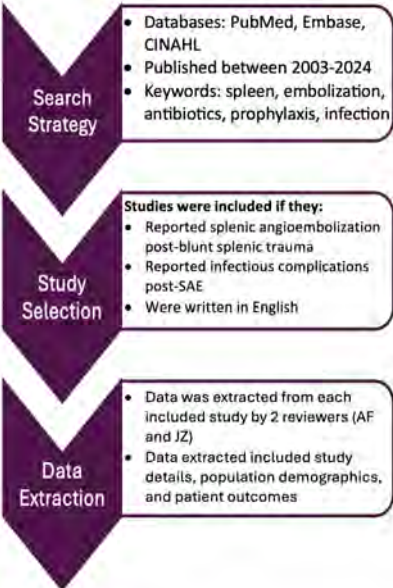 Search
Strategy
• Databases: PubMed, Embase,
CINAHL
• Published between 2003-2024
• Keywords: spleen, embolization,
antibiotics, prophylaxis, infection
Study
Selection
Studies were included if they:
• Reported splenic angioembolization
post-blunt splenic trauma
• Reported infectious complications
post-SAE
• Were written in English
Data
Extraction
• Data was extracted from each
included study by 2 reviewers (AF
and JZ)
• Data extracted included study
details, population demographics,
and patient outcomes